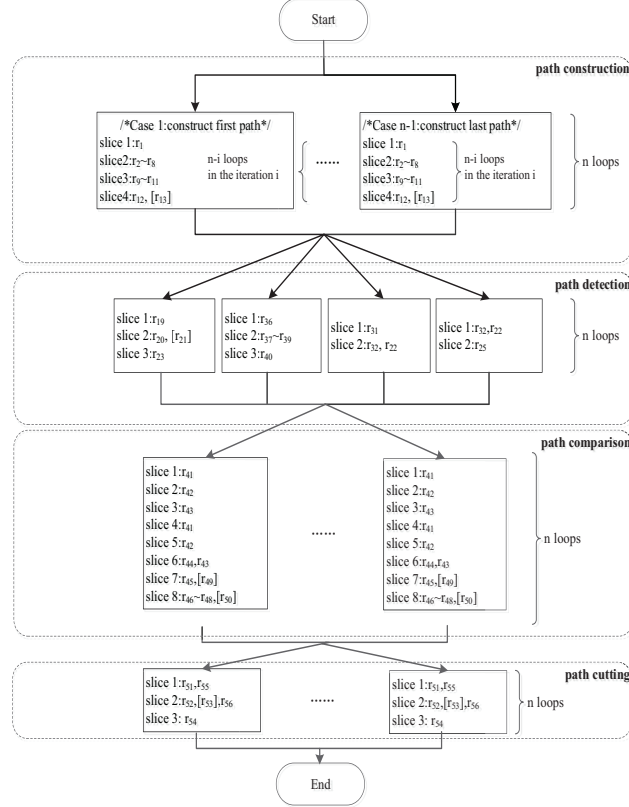 Start
path construction
/*Case 1:construct first path*/
slice 1:r1
slice2:r2~r8
slice3:r9~r11
slice4:r12, [r13]
n-i loops
in the iteration i
......
/*Case n-1:construct last path*/
slice 1:r1
slice2:r2~r8
slice3:r9~r11
slice4:r12, [r13]
n-i loops
in the iteration i
n loops
path detection
slice 1:r19
slice 2:r20, [r21]
slice 3:r23
slice 1:r36
slice 2:r37~r39
slice 3:r40
slice 1:r31
slice 2:r32, r22
slice 1:r32,r22
slice 2:r25
n loops
path comparison
slice 1:r41
slice 2:r42
slice 3:r43
slice 4:r41
slice 5:r42
slice 6:r44,r43
slice 7:r45,[r49]
slice 8:r46~r48,[r50]
......
slice 1:r41
slice 2:r42
slice 3:r43
slice 4:r41
slice 5:r42
slice 6:r44,r43
slice 7:r45,[r49]
slice 8:r46~r48,[r50]
n loops
path cutting
slice 1:r51,r55
slice 2:r52,[r53],r56
slice 3: r54
......
slice 1:r51,r55
slice 2:r52,[r53],r56
slice 3: r54
n loops
End